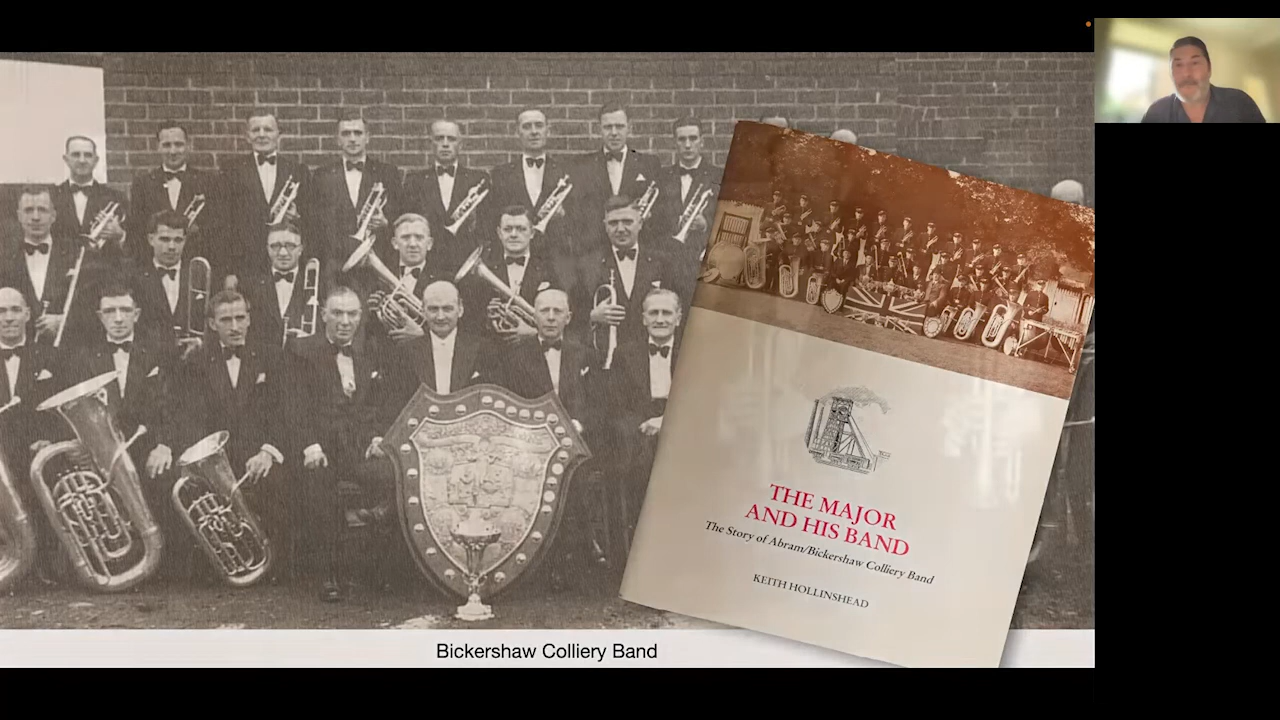 THE MAJOR
AND HIS BAND
The Story of Abram/Bickershaw Colliery Band
KEITH HOLLINSHEAD
Bickershaw Colliery Band